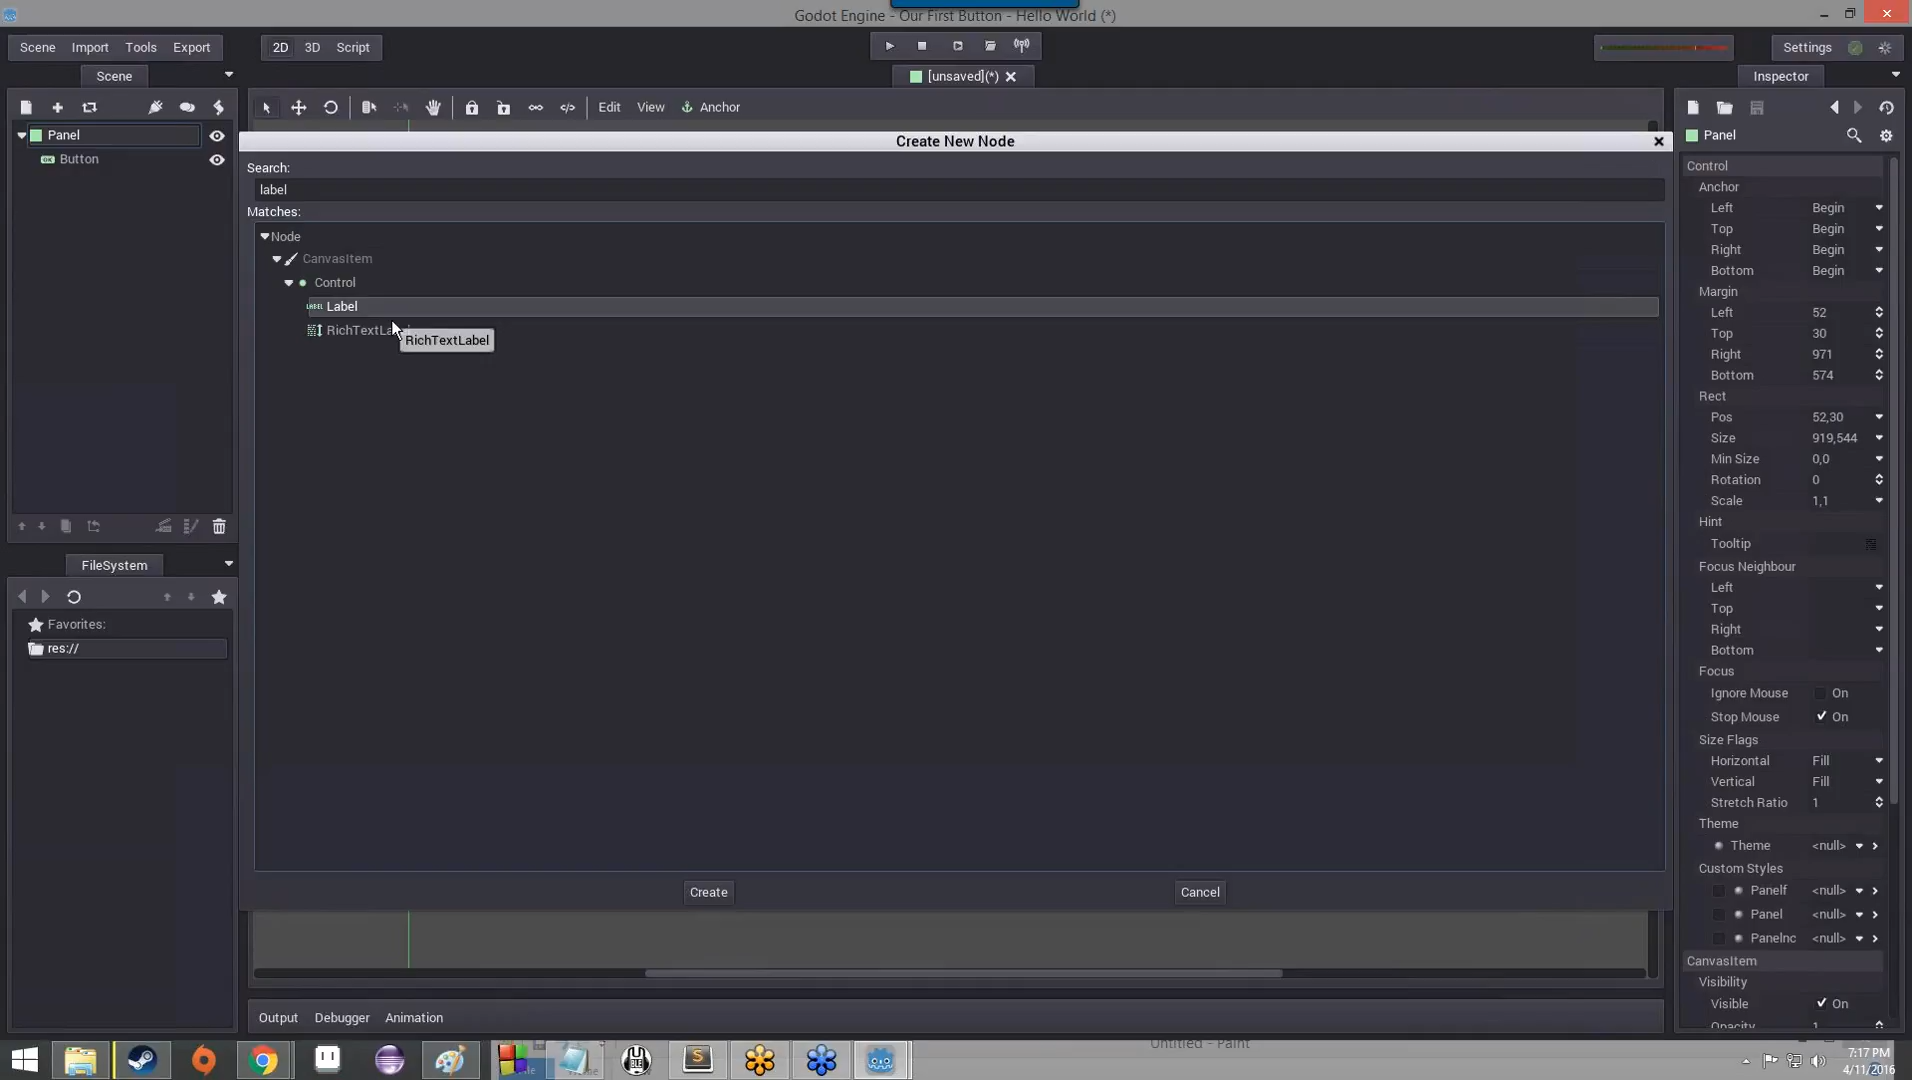 Godot Engine - Our First Button - Hello World (*)
Scene Import Tools Export
2D 3D Script
Settings
Scene
[unsaved](*)
Inspector
Edit View Anchor
Panel
Button
Create New Node
Search:
label
Matches:
Node
CanvasItem
Control
LABEL Label
RichTextLa
RichTextLabel
Create
Cancel
FileSystem
Favorites:
res://
Output Debugger Animation
Panel
Control
Anchor
Left Begin
Top Begin
Right Begin
Bottom Begin
Margin
Left 52
Top 30
Right 971
Bottom 574
Rect
Pos 52,30
Size 919,544
Min Size 0,0
Rotation 0
Scale 1,1
Hint
Tooltip
Focus Neighbour
Left
Top
Right
Bottom
Focus
Ignore Mouse On
Stop Mouse On
Size Flags
Horizontal Fill
Vertical Fill
Stretch Ratio 1
Theme
Theme <null>
Custom Styles
Panelf <null>
Panel <null>
PanelInc <null>
CanvasItem
Visibility
Visible On
Opacity 1
Untitled - Paint
7:17 PM
4/11/2016